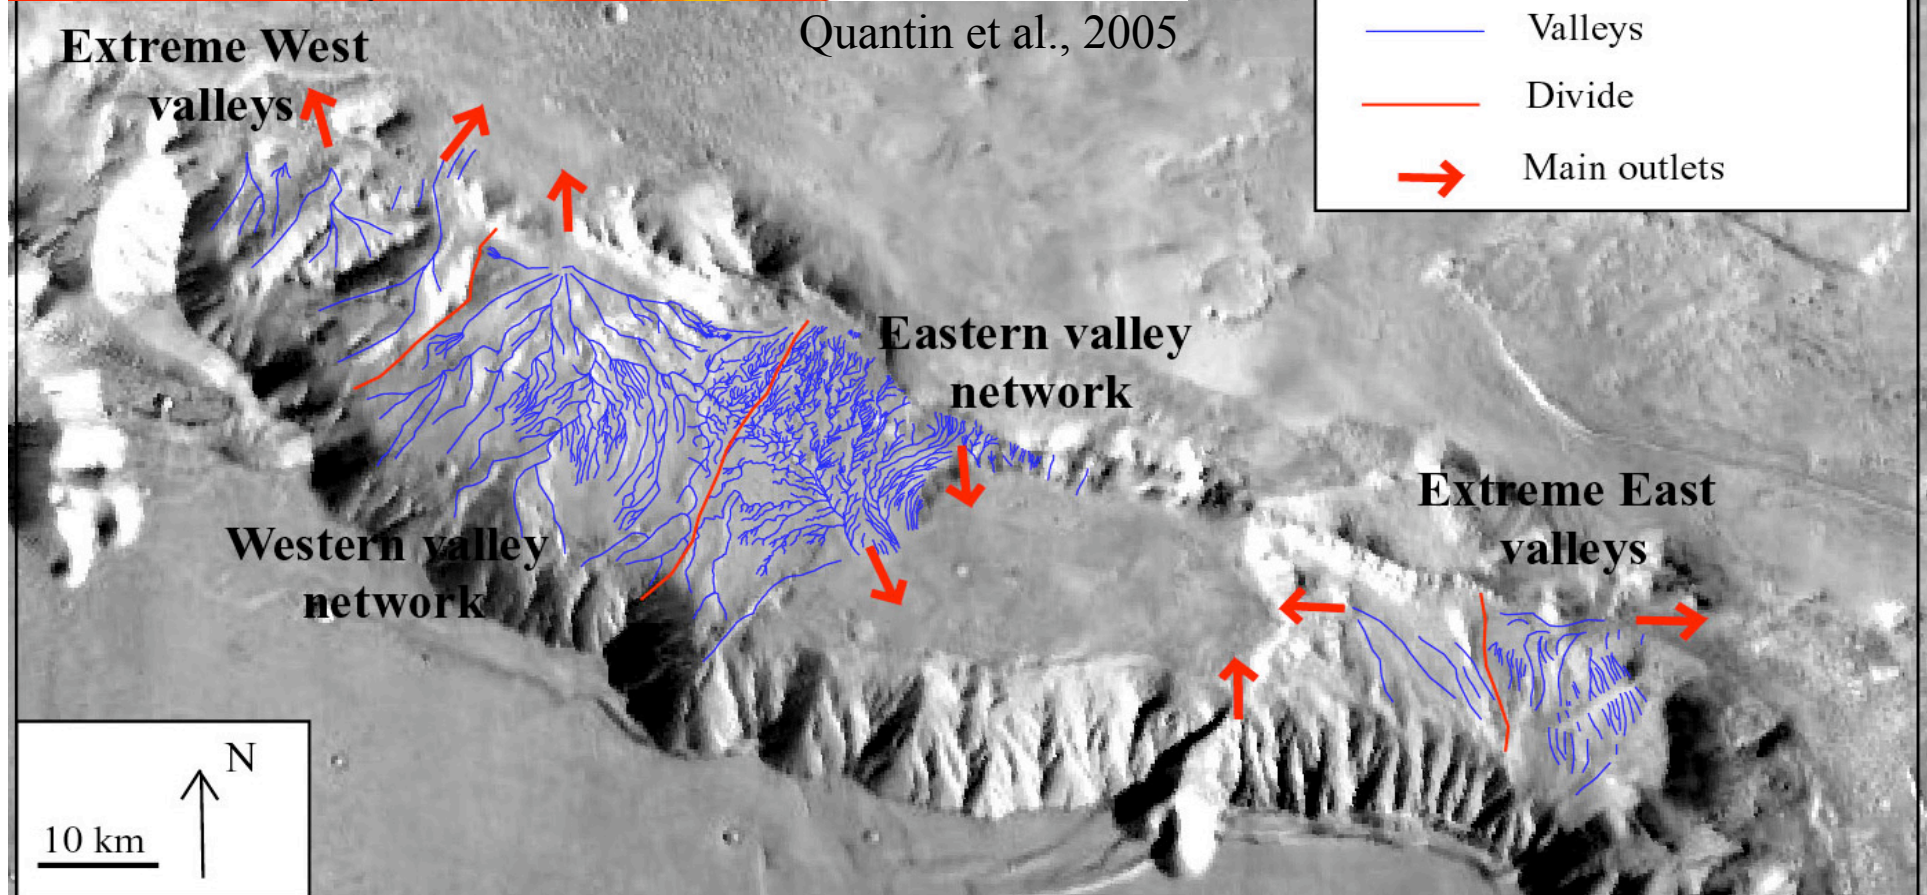 Quantin et al., 2005
Extreme West
valleys
Valleys
Divide
Main outlets
Eastern valley
network
Extreme East
valleys
Western valley
network
N
10 km